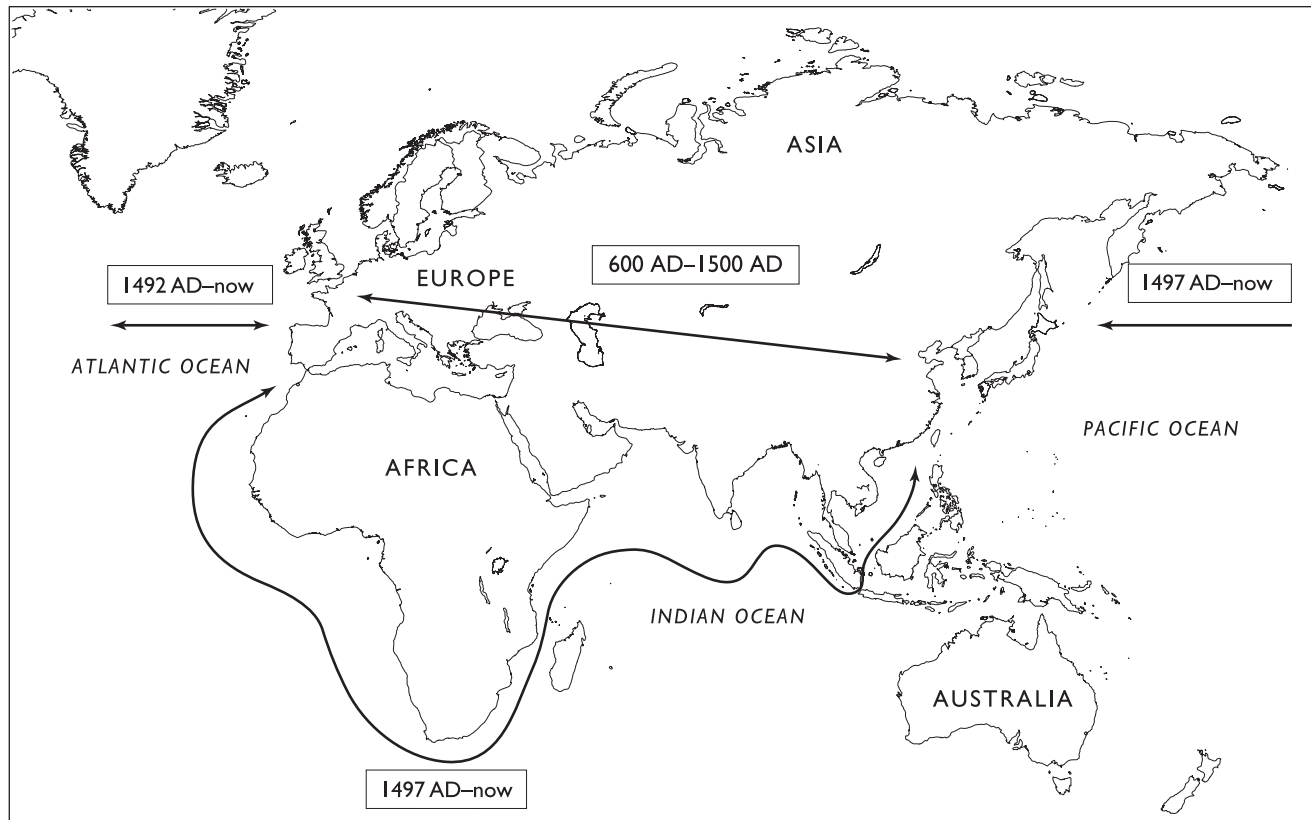 ASIA
600 AD–1500 AD
EUROPE
1492 AD–now
1497 AD–now
ATLANTIC OCEAN
PACIFIC OCEAN
AFRICA
INDIAN OCEAN
AUSTRALIA
1497 AD–now